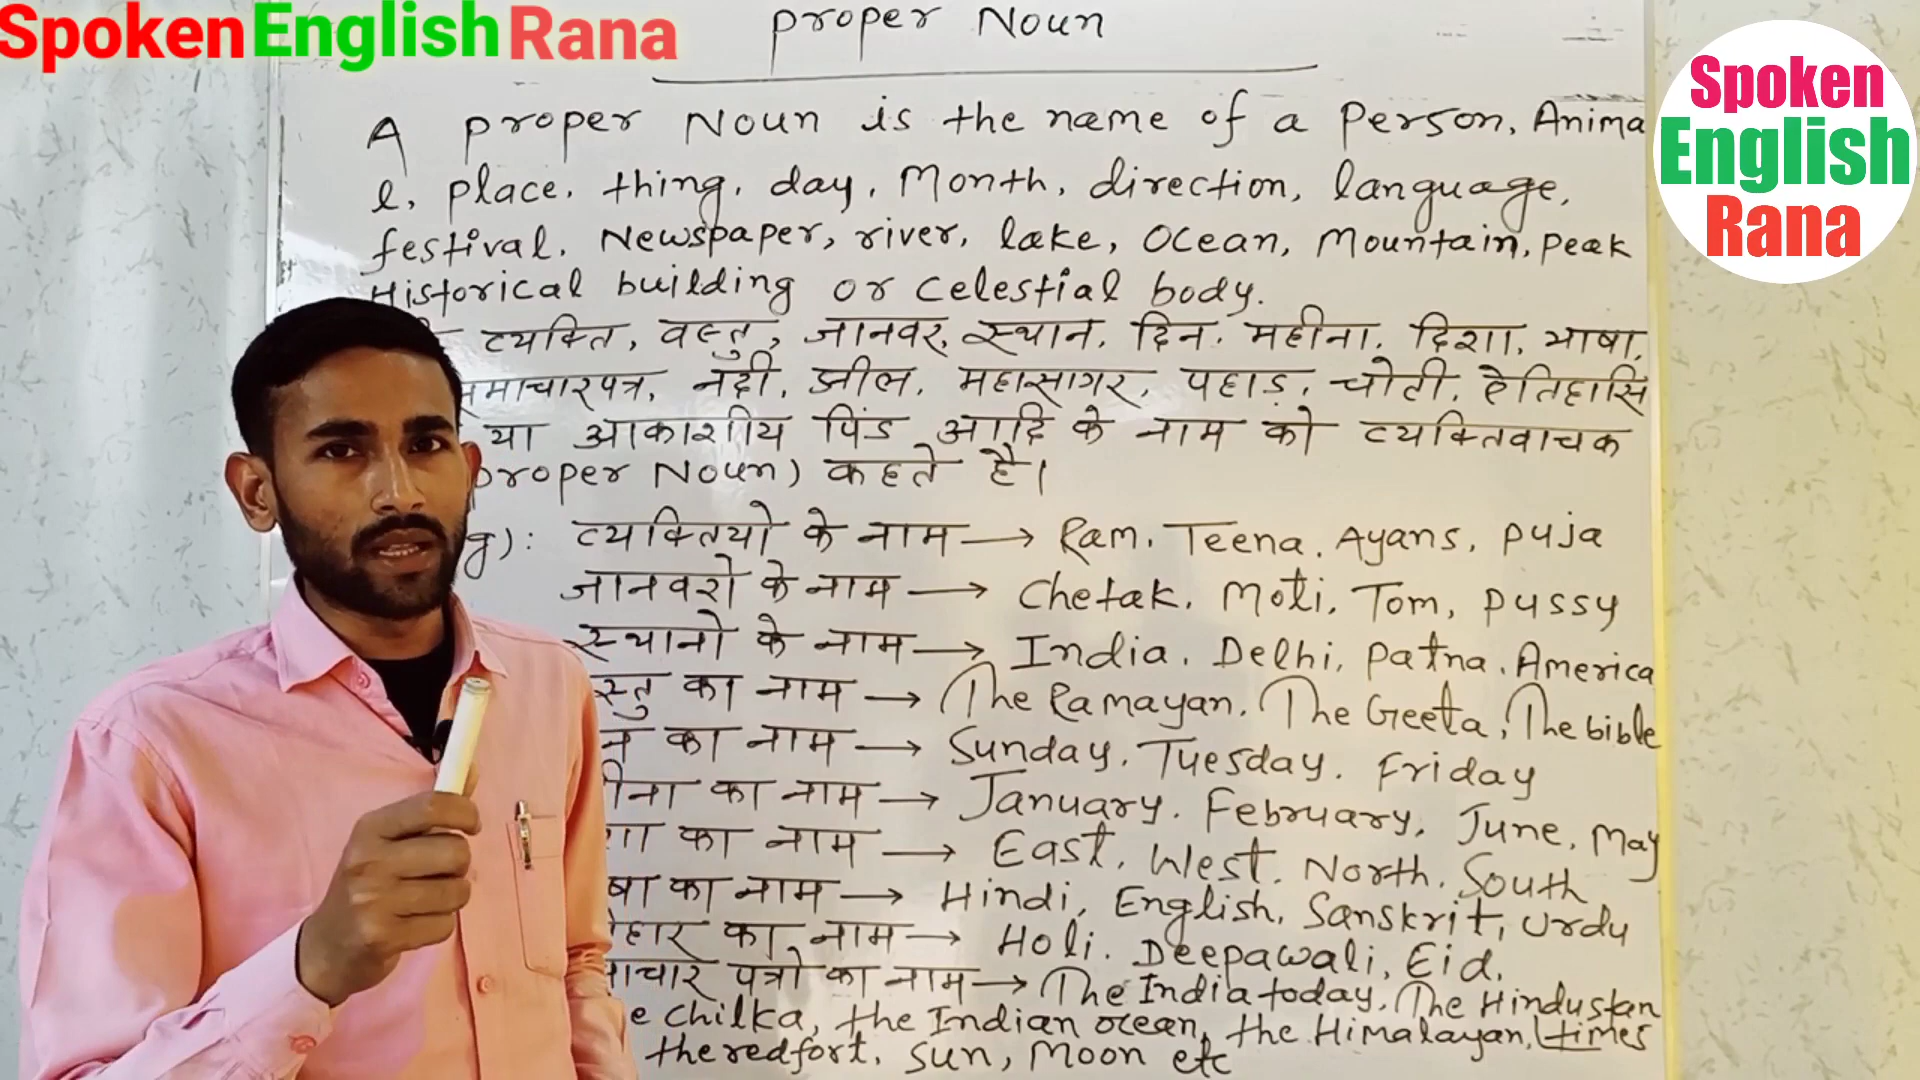 Spoken English Rana
Proper Noun
Spoken
English
Rana
A proper Noun is the name of a Person, Anima
l, place, thing, day, Month, direction, language,
festival, Newspaper, river, lake, Ocean, Mountain, peak
Historical building or celestial body.
व्यक्ति, वस्तु, जानवर, स्थान, दिन, महीना, दिशा, भाषा,
समाचारपत्र, नदी, झील, महासागर, पहाड़, चोटी, ऐतिहासि
या आकाशीय पिंड आदि के नाम को व्यक्तिवाचक
proper Noun) कहते है।
g): व्यक्तियो के नाम → Ram, Teena, Ayans, puja
जानवरो के नाम → Chetak, Moti, Tom, pussy
स्थानो के नाम → India, Delhi, patna, America
स्तु का नाम → The Ramayan, The Geeta, The bible
न का नाम → Sunday, Tuesday, Friday
ीना का नाम → January, February, June, May
शा का नाम → East, West, North, South
षा का नाम → Hindi, English, Sanskrit, Urdu
ोहार का नाम → Holi, Deepawali, Eid,
माचार पत्रो का नाम → The India today, The Hindustan
e chilka, the Indian ocean, the Himalayan, times
the redfort, Sun, Moon etc